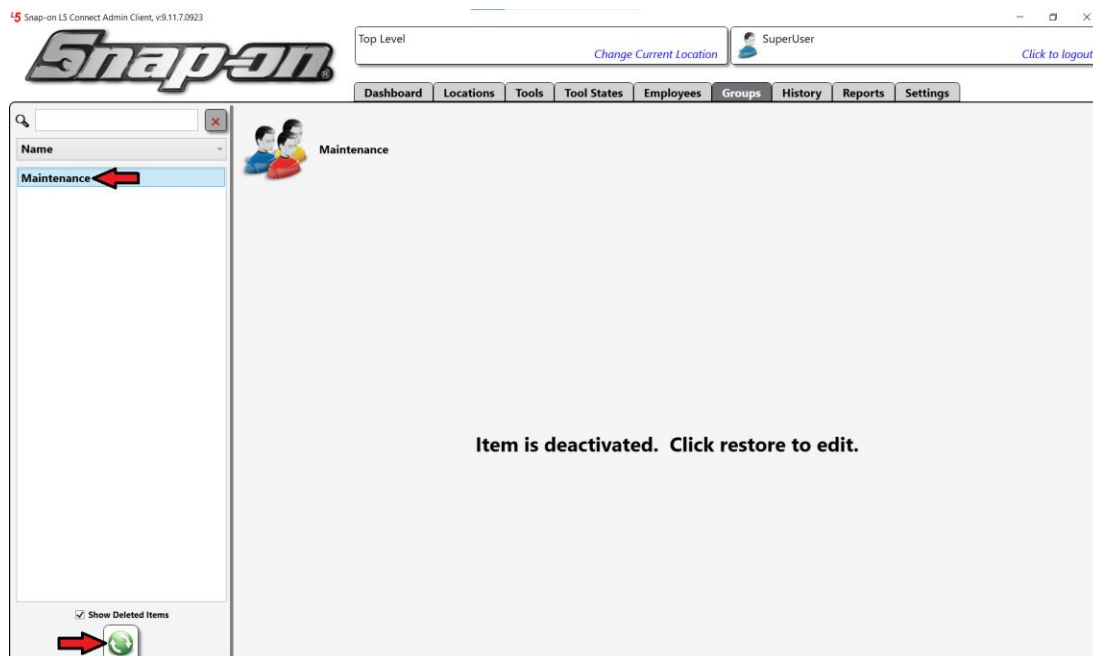 L5 Snap-on L5 Connect Admin Client, v:9.11.7.0923
Snap-on®
Top Level
Change Current Location
SuperUser
Click to logout
Dashboard Locations Tools Tool States Employees Groups History Reports Settings
Name
Maintenance
Maintenance
Item is deactivated. Click restore to edit.
Show Deleted Items